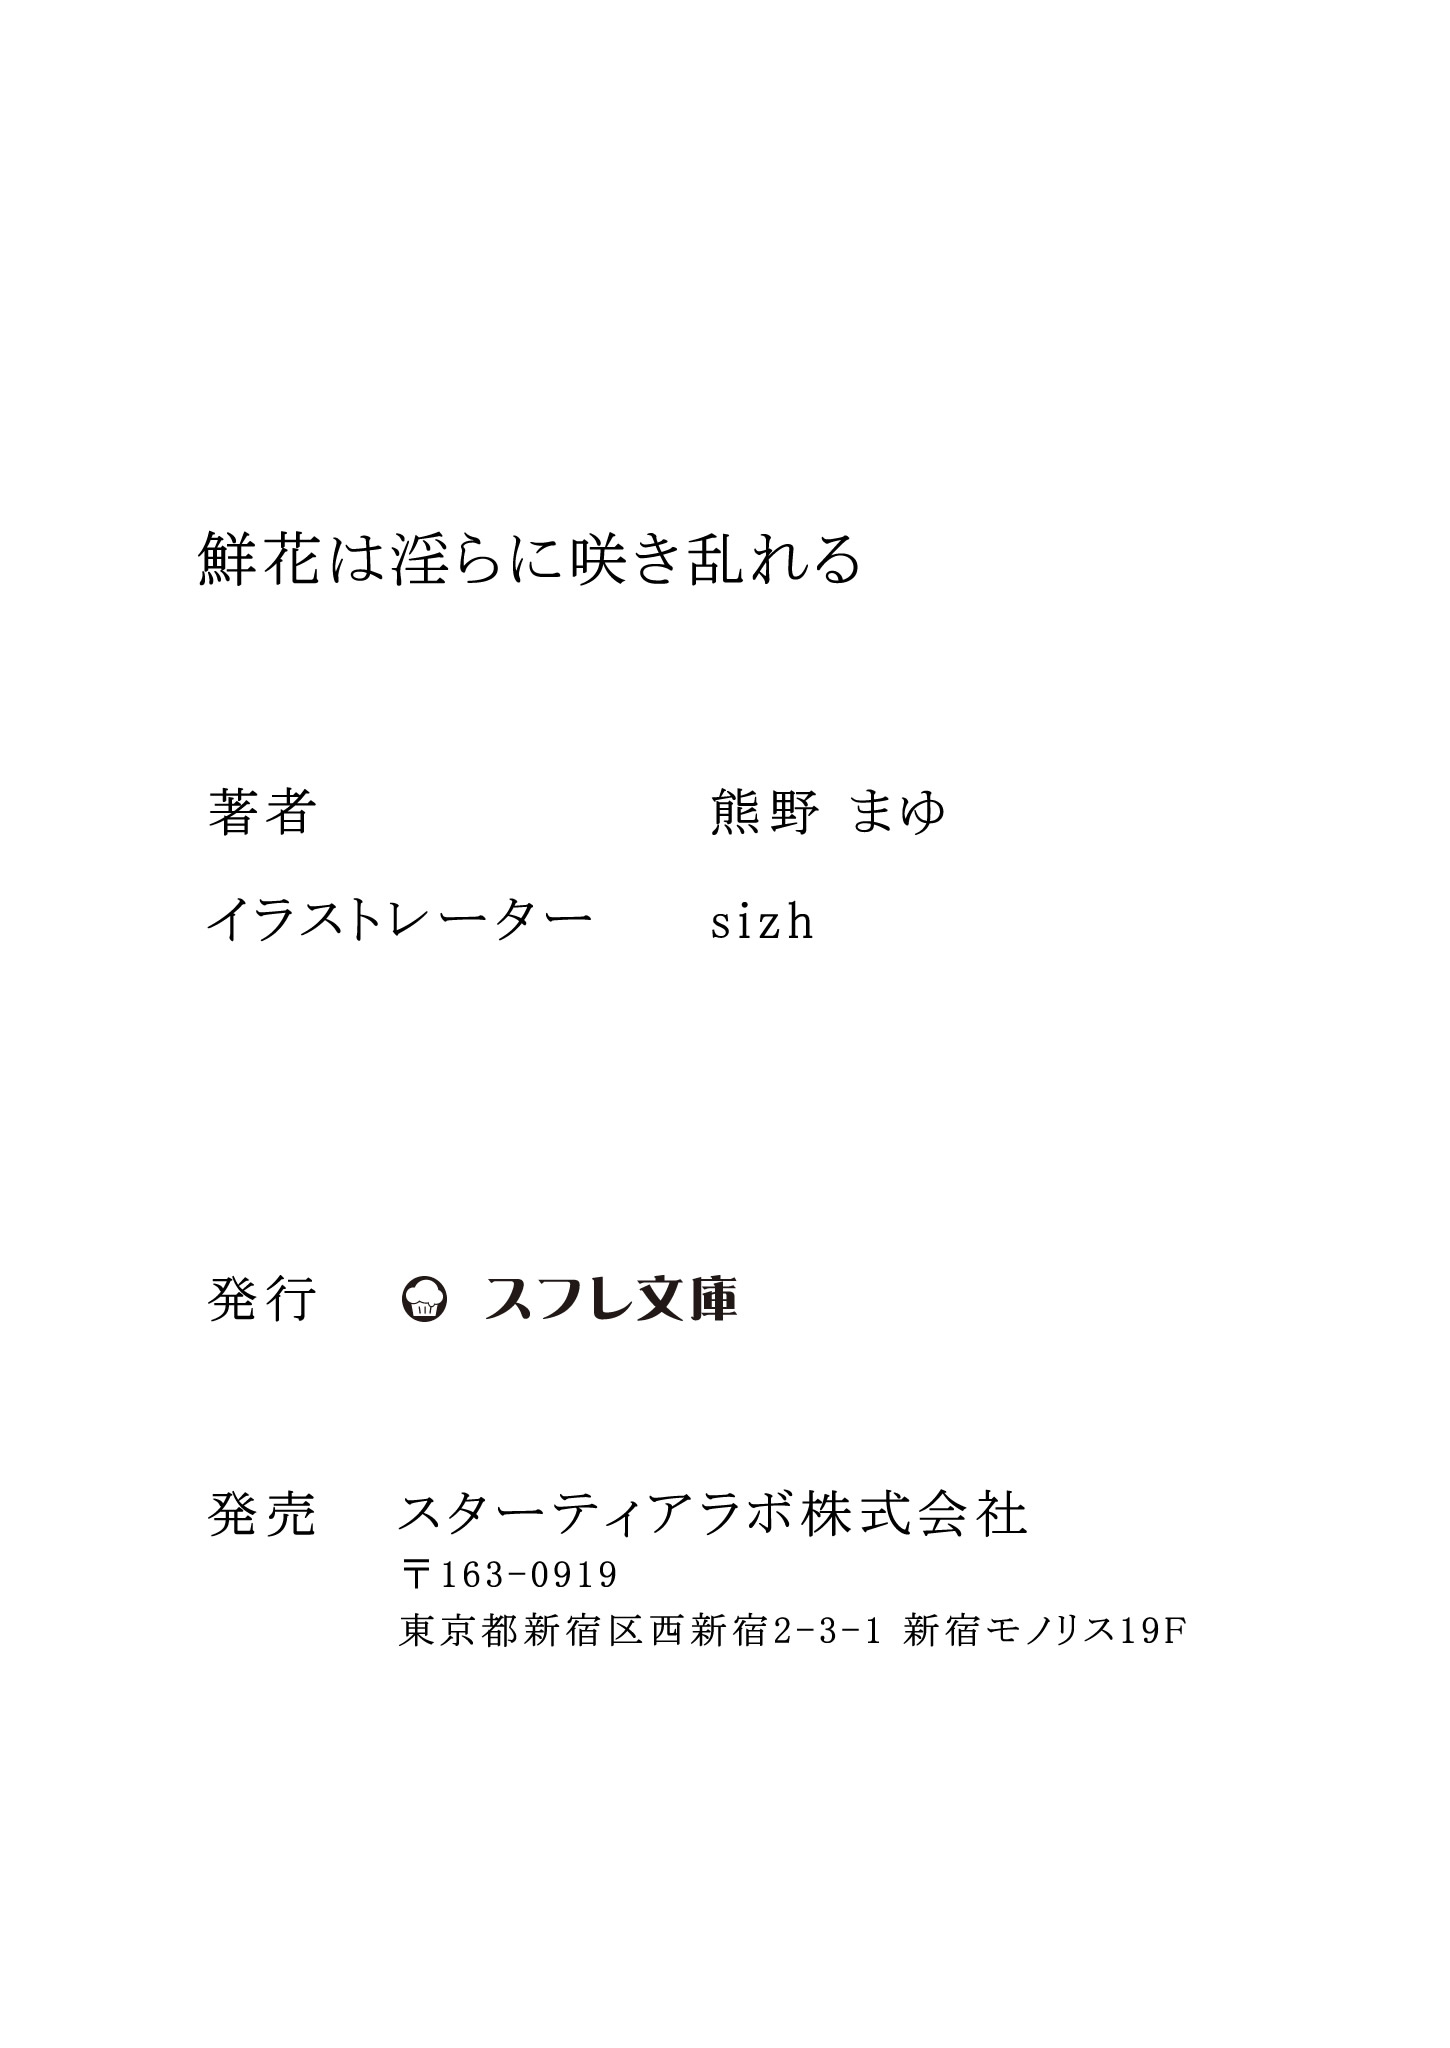 鮮花は淫らに咲き乱れる
著者 熊野 まゆ
イラストレーター sizh
発行 スフレ文庫
発売 スターティアラボ株式会社
〒163-0919
東京都新宿区西新宿2-3-1 新宿モノリス19F